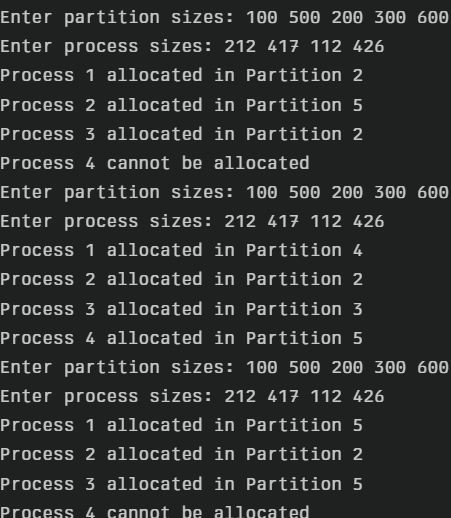 Enter partition sizes: 100 500 200 300 600
Enter process sizes: 212 417 112 426
Process 1 allocated in Partition 2
Process 2 allocated in Partition 5
Process 3 allocated in Partition 2
Process 4 cannot be allocated
Enter partition sizes: 100 500 200 300 600
Enter process sizes: 212 417 112 426
Process 1 allocated in Partition 4
Process 2 allocated in Partition 2
Process 3 allocated in Partition 3
Process 4 allocated in Partition 5
Enter partition sizes: 100 500 200 300 600
Enter process sizes: 212 417 112 426
Process 1 allocated in Partition 5
Process 2 allocated in Partition 2
Process 3 allocated in Partition 5
Process 4 cannot be allocated